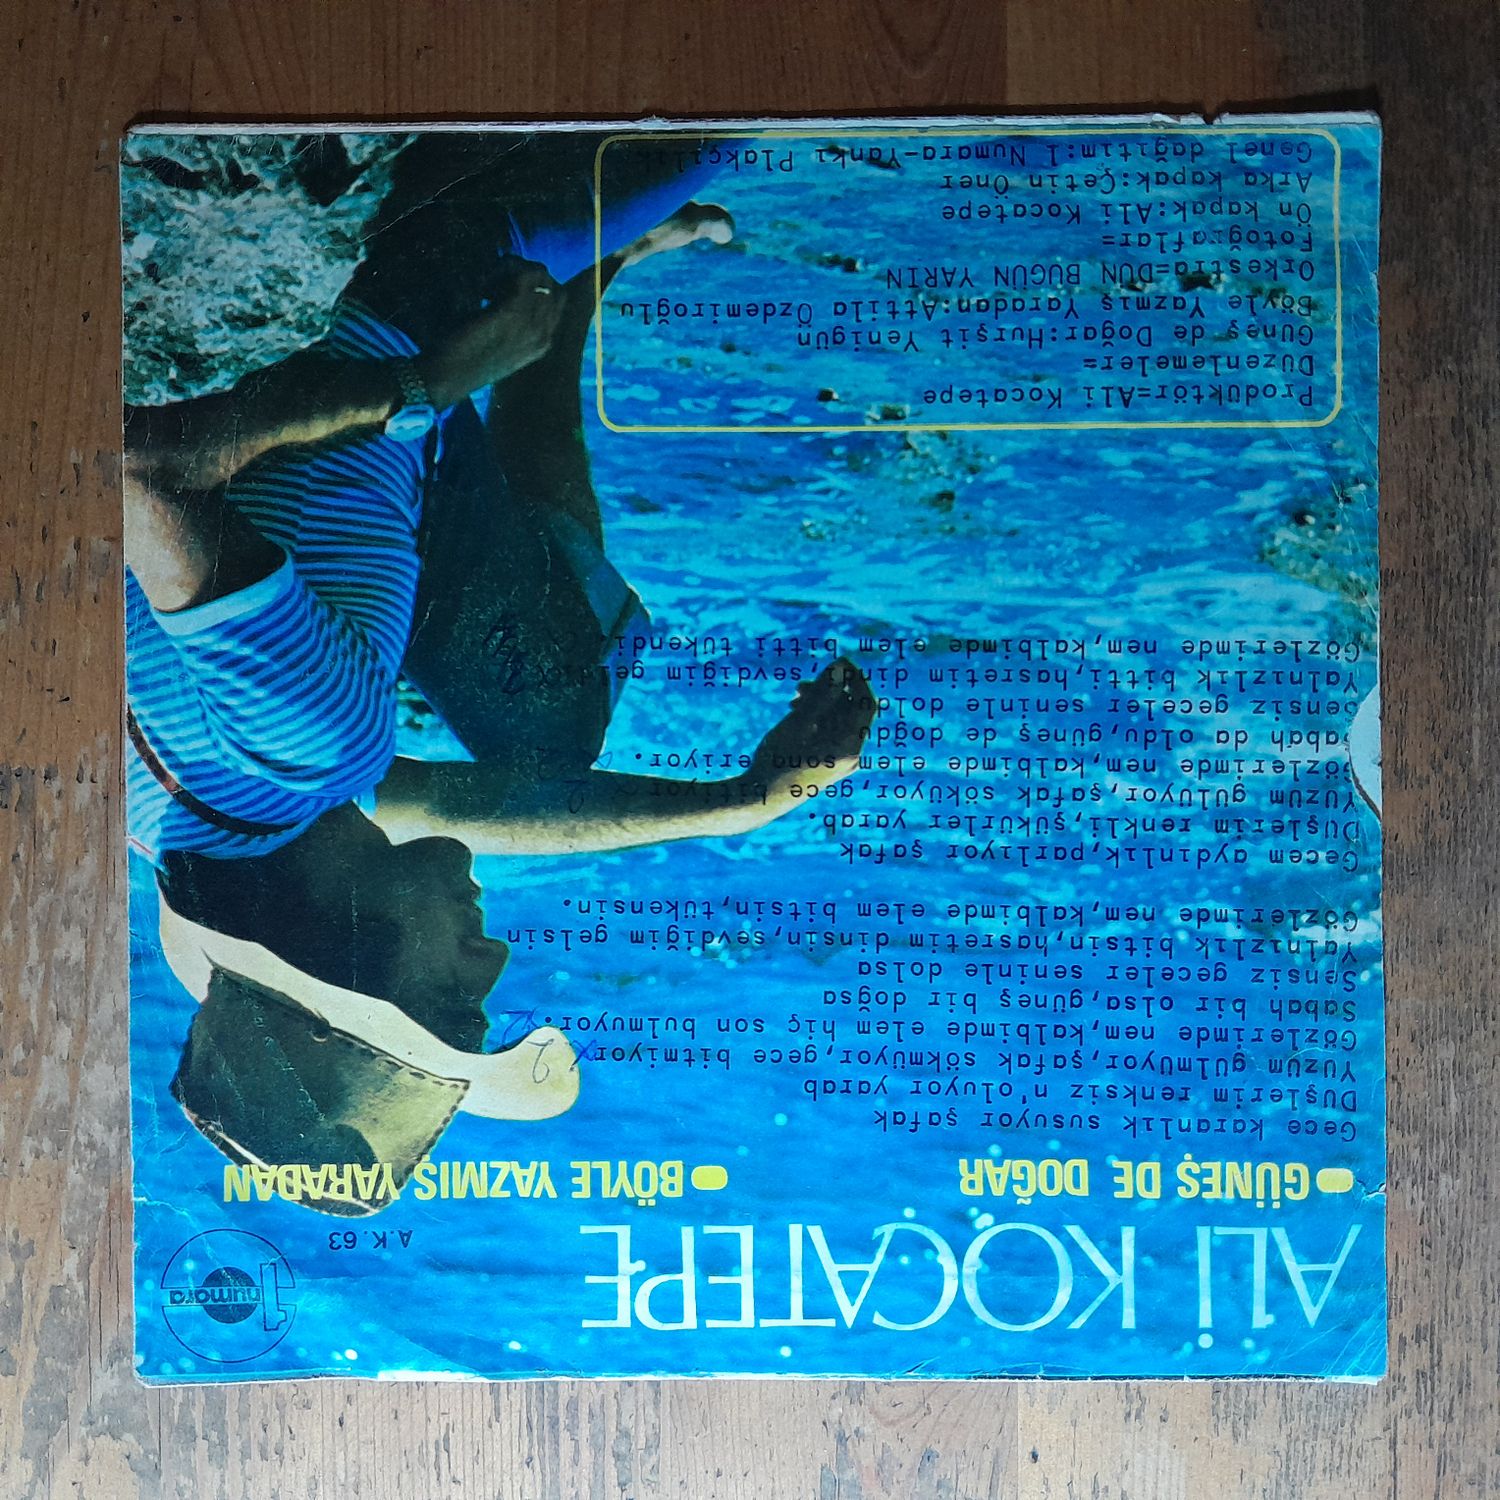 ALİ KOCATEPE
A.K.63
1 numara
● GÜNEŞ DE DOĞAR
● BÖYLE YAZMIŞ YARADAN
Gece karanlık susuyor şafak
Düşlerim renksiz n'oluyor yarab
Yüzüm gülmüyor, şafak sökmüyor, gece bitmiyor
Gözlerimde nem, kalbimde elem hiç son bulmuyor.
Sabah bir olsa, güneş bir doğsa
Sensiz geceler seninle dolsa
Yalnızlık bitsin, hasretim dinsin, sevdiğim gelsin
Gözlerimde nem, kalbimde elem bitsin, tükensin.
Gecem aydınlık, parlıyor şafak
Düşlerim renkli, şükürler yarab.
Yüzüm gülüyor, şafak söküyor, gece bitiyor
Gözlerimde nem, kalbimde elem sona eriyor.
Sabah da oldu, güneş de doğdu
Sensiz geceler seninle doldu.
Yalnızlık bitti, hasretim dindi, sevdiğim geldi
Gözlerimde nem, kalbimde elem bitti tükendi.
Prodüktör=Ali Kocatepe
Düzenlemeler=
Güneş de Doğar:Hurşit Yenigün
Böyle Yazmış Yaradan:Attila Özdemiroğlu
Orkestra=DÜN BUGÜN YARIN
Fotoğraflar=
Ön kapak:Ali Kocatepe
Arka kapak:Çetin Öner
Genel dağıtım:1 Numara-Yankı Plakçılık